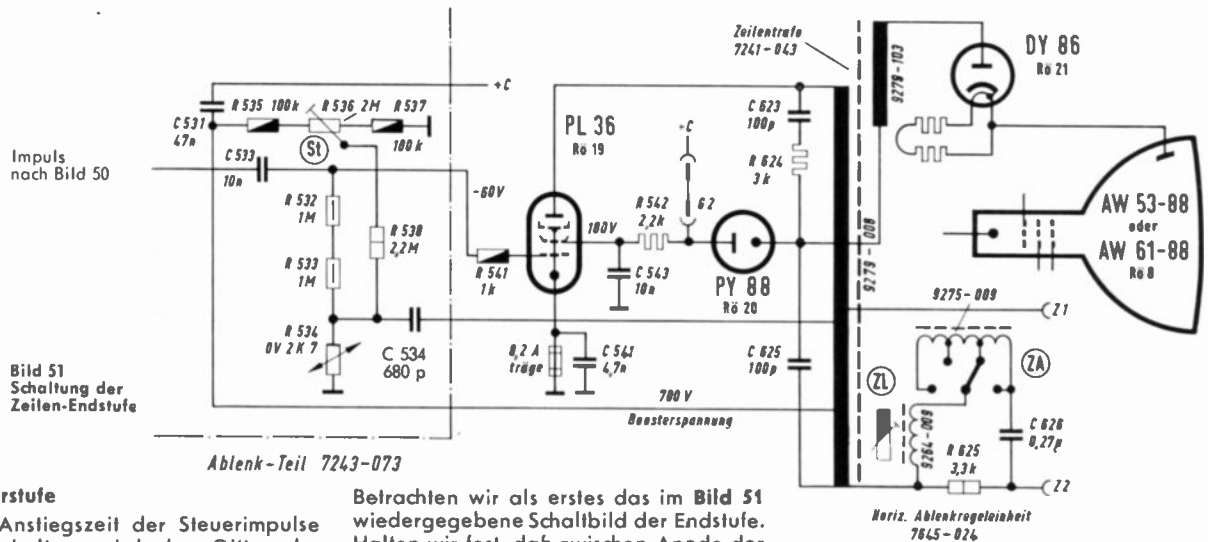 Zeilentrafo
7241-043
9279-103
DY 86
Rö 21
+C
R 535 100k
R 536 2M
R 537
100k
C 531
47n
St
Impuls
nach Bild 50
C 533
10n
-60V
PL 36
Rö 19
+C
C 623
100p
R 624
3k
R 532
1M
R 538
2,2M
R 533
1M
R 541
1k
180V
R 542
2,2k
G2
C 543
10n
PY 88
Rö 20
9279-008
AW 53-88
oder
AW 61-88
Rö 8
9275-009
Z1
R 534
OV 2 K 7
C 534
680 p
0,2 A
träge
C 541
4,7n
C 625
100p
ZL
ZA
9264-009
C 626
0,27µ
R 625
3,3k
Z2
Bild 51
Schaltung der
Zeilen-Endstufe
700 V
Boosterspannung
Ablenk-Teil 7243-073
Horiz. Ablenkregeleinheit
7645-024
rstufe
Anstiegszeit der Steuerimpulse
Betrachten wir als erstes das im Bild 51
wiedergegebene Schaltbild der Endstufe.
Halten wir fest, daß zwischen Anode der